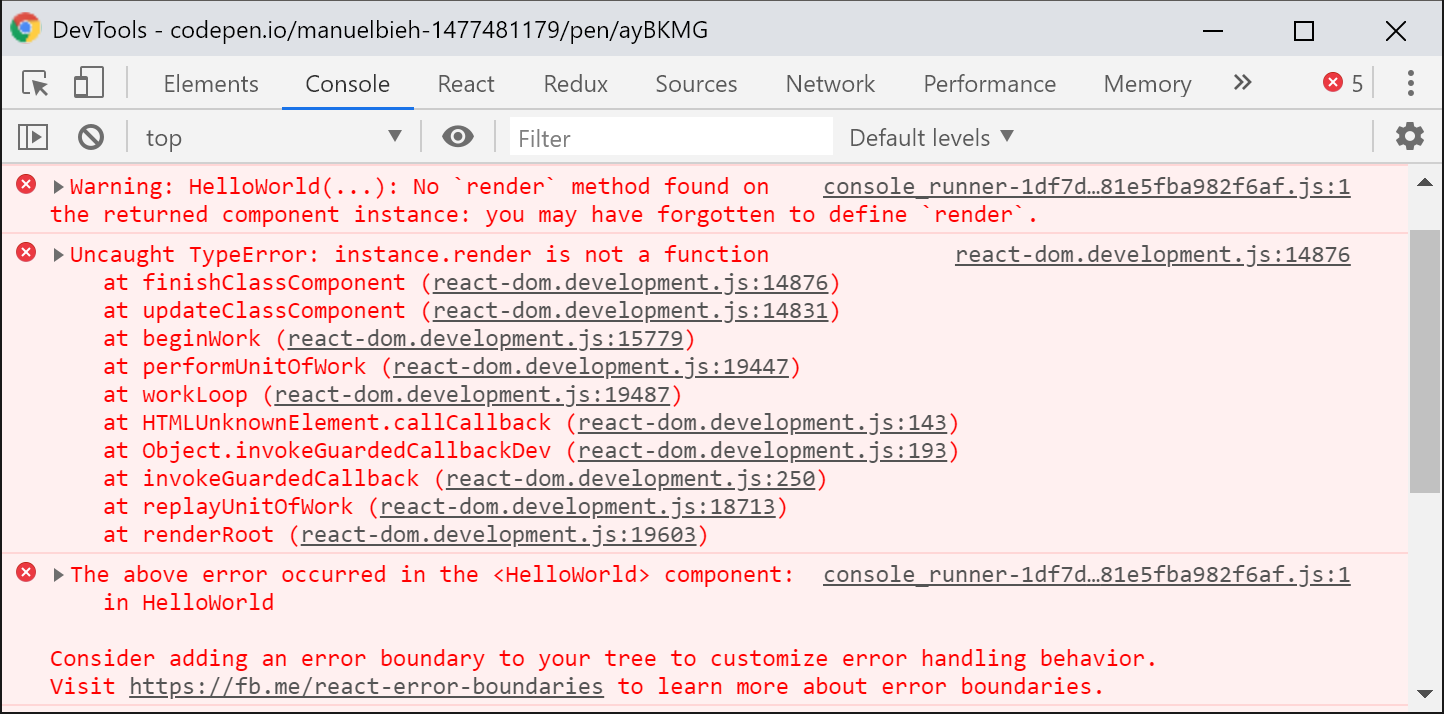 DevTools - codepen.io/manuelbieh-1477481179/pen/ayBKMG
Elements Console React Redux Sources Network Performance Memory » 5
top Filter Default levels
Warning: HelloWorld(...): No `render` method found on console_runner-1df7d…81e5fba982f6af.js:1
the returned component instance: you may have forgotten to define `render`.
Uncaught TypeError: instance.render is not a function react-dom.development.js:14876
at finishClassComponent (react-dom.development.js:14876)
at updateClassComponent (react-dom.development.js:14831)
at beginWork (react-dom.development.js:15779)
at performUnitOfWork (react-dom.development.js:19447)
at workLoop (react-dom.development.js:19487)
at HTMLUnknownElement.callCallback (react-dom.development.js:143)
at Object.invokeGuardedCallbackDev (react-dom.development.js:193)
at invokeGuardedCallback (react-dom.development.js:250)
at replayUnitOfWork (react-dom.development.js:18713)
at renderRoot (react-dom.development.js:19603)
The above error occurred in the <HelloWorld> component: console_runner-1df7d…81e5fba982f6af.js:1
in HelloWorld
Consider adding an error boundary to your tree to customize error handling behavior.
Visit https://fb.me/react-error-boundaries to learn more about error boundaries.